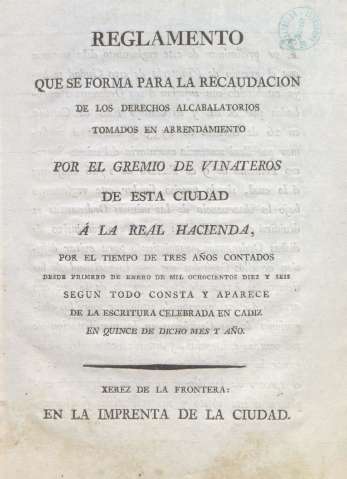 REGLAMENTO
QUE SE FORMA PARA LA RECAUDACION
DE LOS DERECHOS ALCABALATORIOS
TOMADOS EN ARRENDAMIENTO
POR EL GREMIO DE VINATEROS
DE ESTA CIUDAD
Á LA REAL HACIENDA,
POR EL TIEMPO DE TRES AÑOS CONTADOS
DESDE PRIMERO DE ENERO DE MIL OCHOCIENTOS DIEZ Y SEIS
SEGUN TODO CONSTA Y APARECE
DE LA ESCRITURA CELEBRADA EN CADIZ
EN QUINCE DE DICHO MES Y AÑO.
XEREZ DE LA FRONTERA:
EN LA IMPRENTA DE LA CIUDAD.